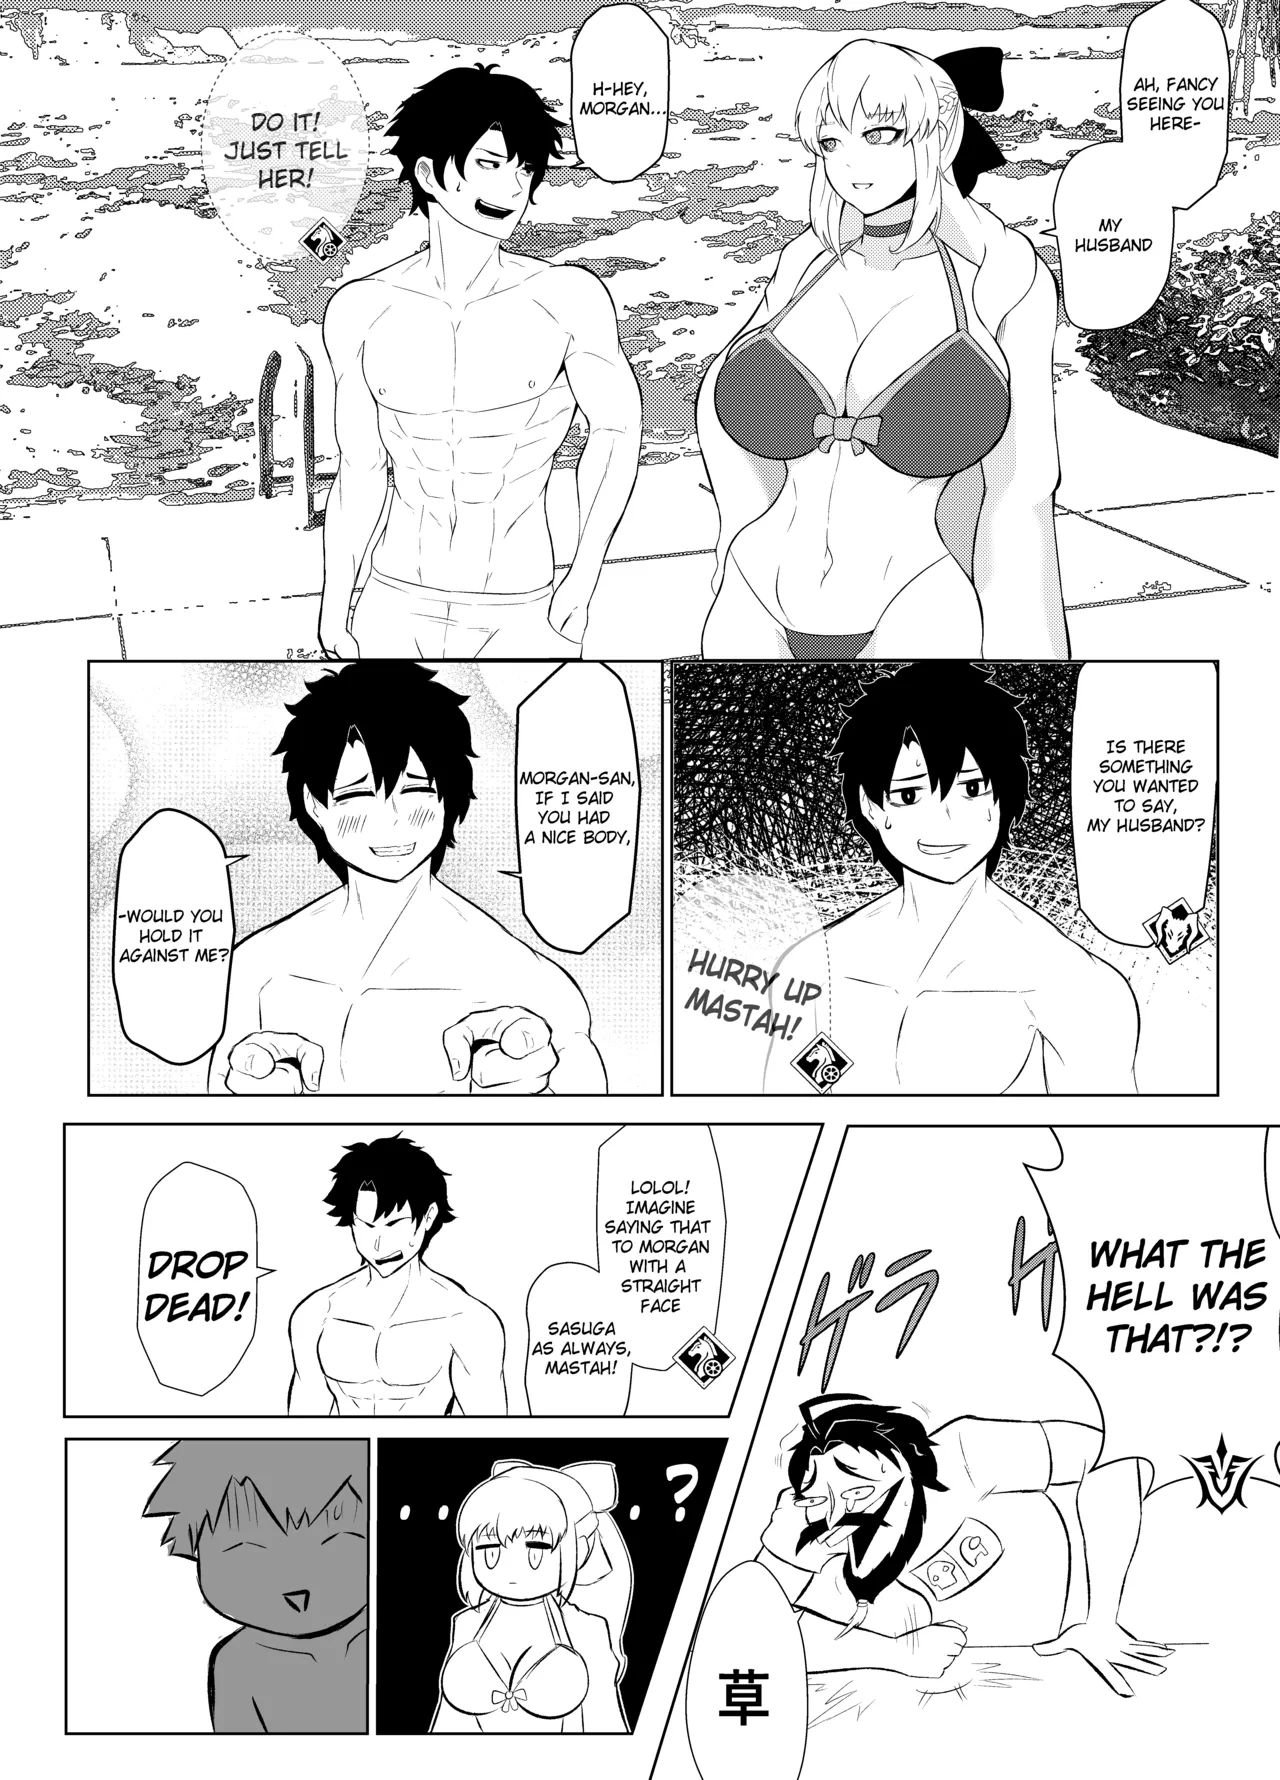 AH, FANCY
SEEING YOU
HERE-
MY
HUSBAND
H-HEY,
MORGAN...
DO IT!
JUST TELL
HER!
IS THERE
SOMETHING
YOU WANTED
TO SAY,
MY HUSBAND?
HURRY UP
MASTAH!
MORGAN-SAN,
IF I SAID
YOU HAD
A NICE BODY,
-WOULD YOU
HOLD IT
AGAINST ME?
WHAT THE
HELL WAS
THAT?!?
ゲラゲラ
草
LOLOL!
IMAGINE
SAYING THAT
TO MORGAN
WITH A
STRAIGHT
FACE
SASUGA
AS ALWAYS,
MASTAH!
DROP
DEAD!
......?